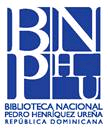 BN
PHU
BIBLIOTECA NACIONAL
PEDRO HENRÍQUEZ UREÑA
REPÚBLICA DOMINICANA